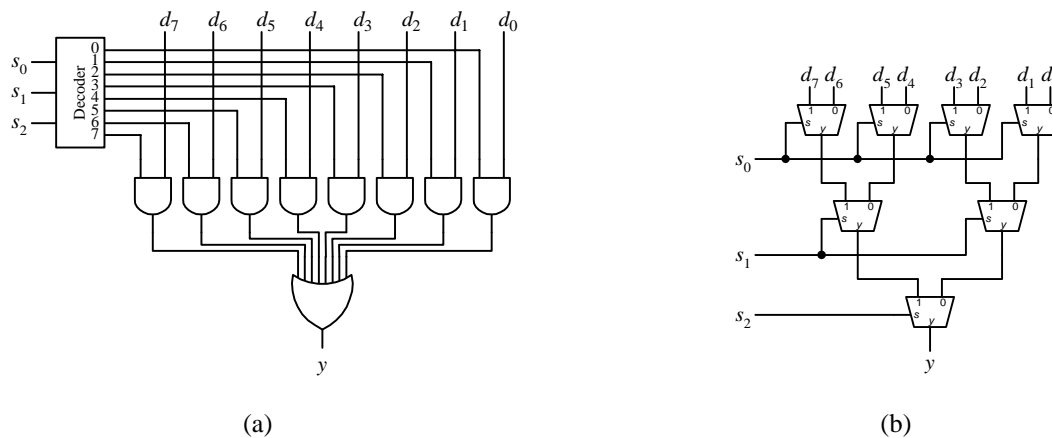 d7 d6 d5 d4 d3 d2 d1 d0
s0
s1
s2
Decoder
0
1
2
3
4
5
6
7
y
(a)
d7 d6 d5 d4 d3 d2 d1 d
1 0 1 0 1 0 1 0
s y s y s y s y
s0
1 0 1 0
s y s y
s1
1 0
s y
s2
y
(b)